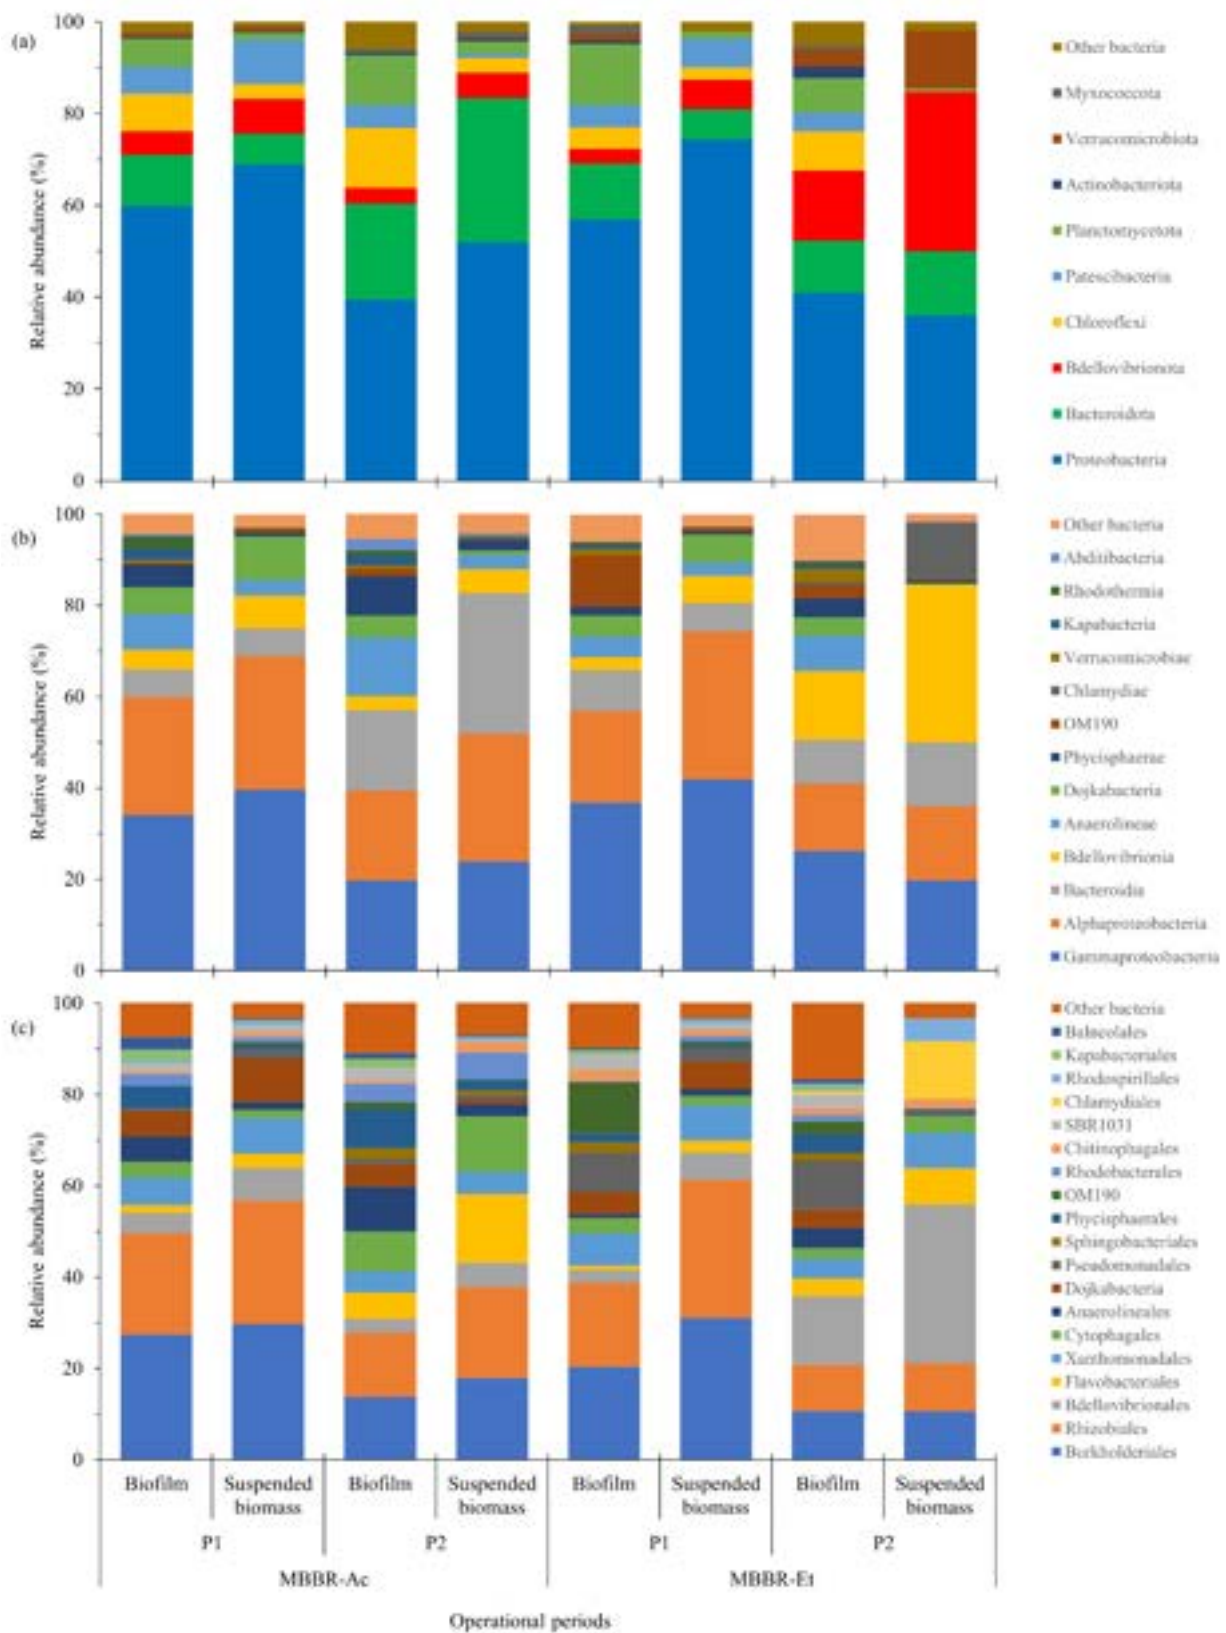 (a)
Relative abundance (%)
100
80
60
40
20
0
Other bacteria
Myxococcota
Verrucomicrobiota
Actinobacteriota
Planctomycetota
Patescibacteria
Chloroflexi
Bdellovibrionota
Bacteroidota
Proteobacteria
(b)
Relative abundance (%)
100
80
60
40
20
0
Other bacteria
Abditibacteria
Rhodothermia
Kapabacteria
Verrucomicrobiae
Chlamydiae
OM190
Phycisphaerae
Dojkabacteria
Anaerolineae
Bdellovibrionia
Bacteroidia
Alphaproteobacteria
Gammaproteobacteria
(c)
Relative abundance (%)
100
80
60
40
20
0
Other bacteria
Balneolales
Kapabacteriales
Rhodospirillales
Chlamydiales
SBR1031
Chitinophagales
Rhodobacterales
OM190
Phycisphaerales
Sphingobacteriales
Pseudomonadales
Dojkabacteria
Anaerolineales
Cytophagales
Xanthomonadales
Flavobacteriales
Bdellovibrionales
Rhizobiales
Burkholderiales
Biofilm Suspended biomass Biofilm Suspended biomass Biofilm Suspended biomass Biofilm Suspended biomass
P1 P2 P1 P2
MBBR-Ac MBBR-Et
Operational periods